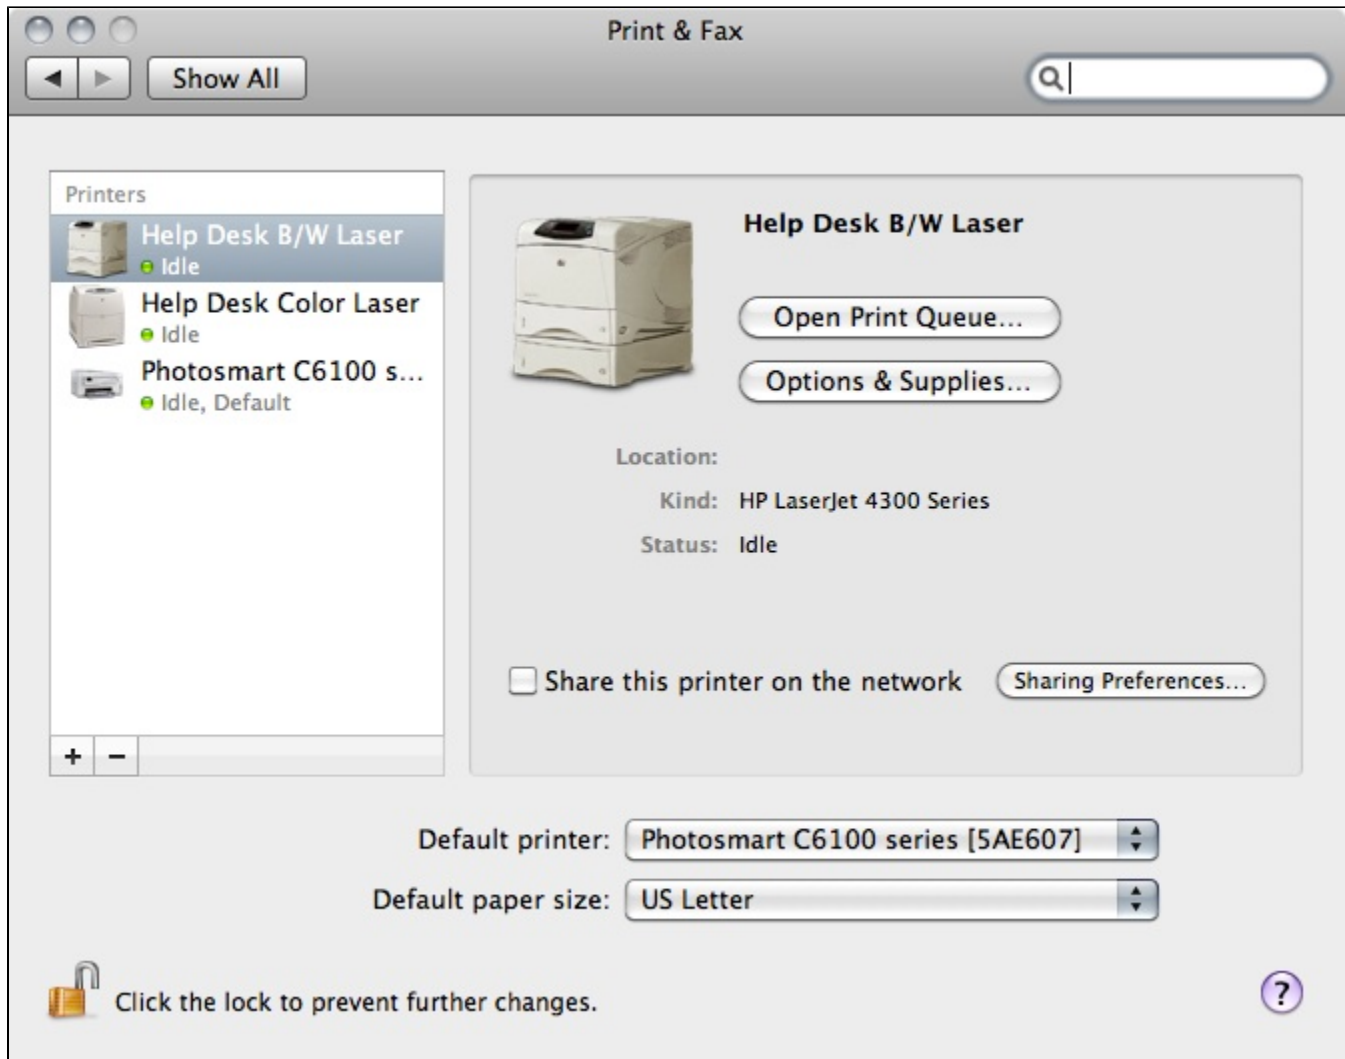 Print & Fax
Show All
Printers
Help Desk B/W Laser
Idle
Help Desk Color Laser
Idle
Photosmart C6100 s...
Idle, Default
+ −
Help Desk B/W Laser
Open Print Queue...
Options & Supplies...
Location:
Kind: HP LaserJet 4300 Series
Status: Idle
Share this printer on the network Sharing Preferences...
Default printer: Photosmart C6100 series [5AE607]
Default paper size: US Letter
Click the lock to prevent further changes.
?